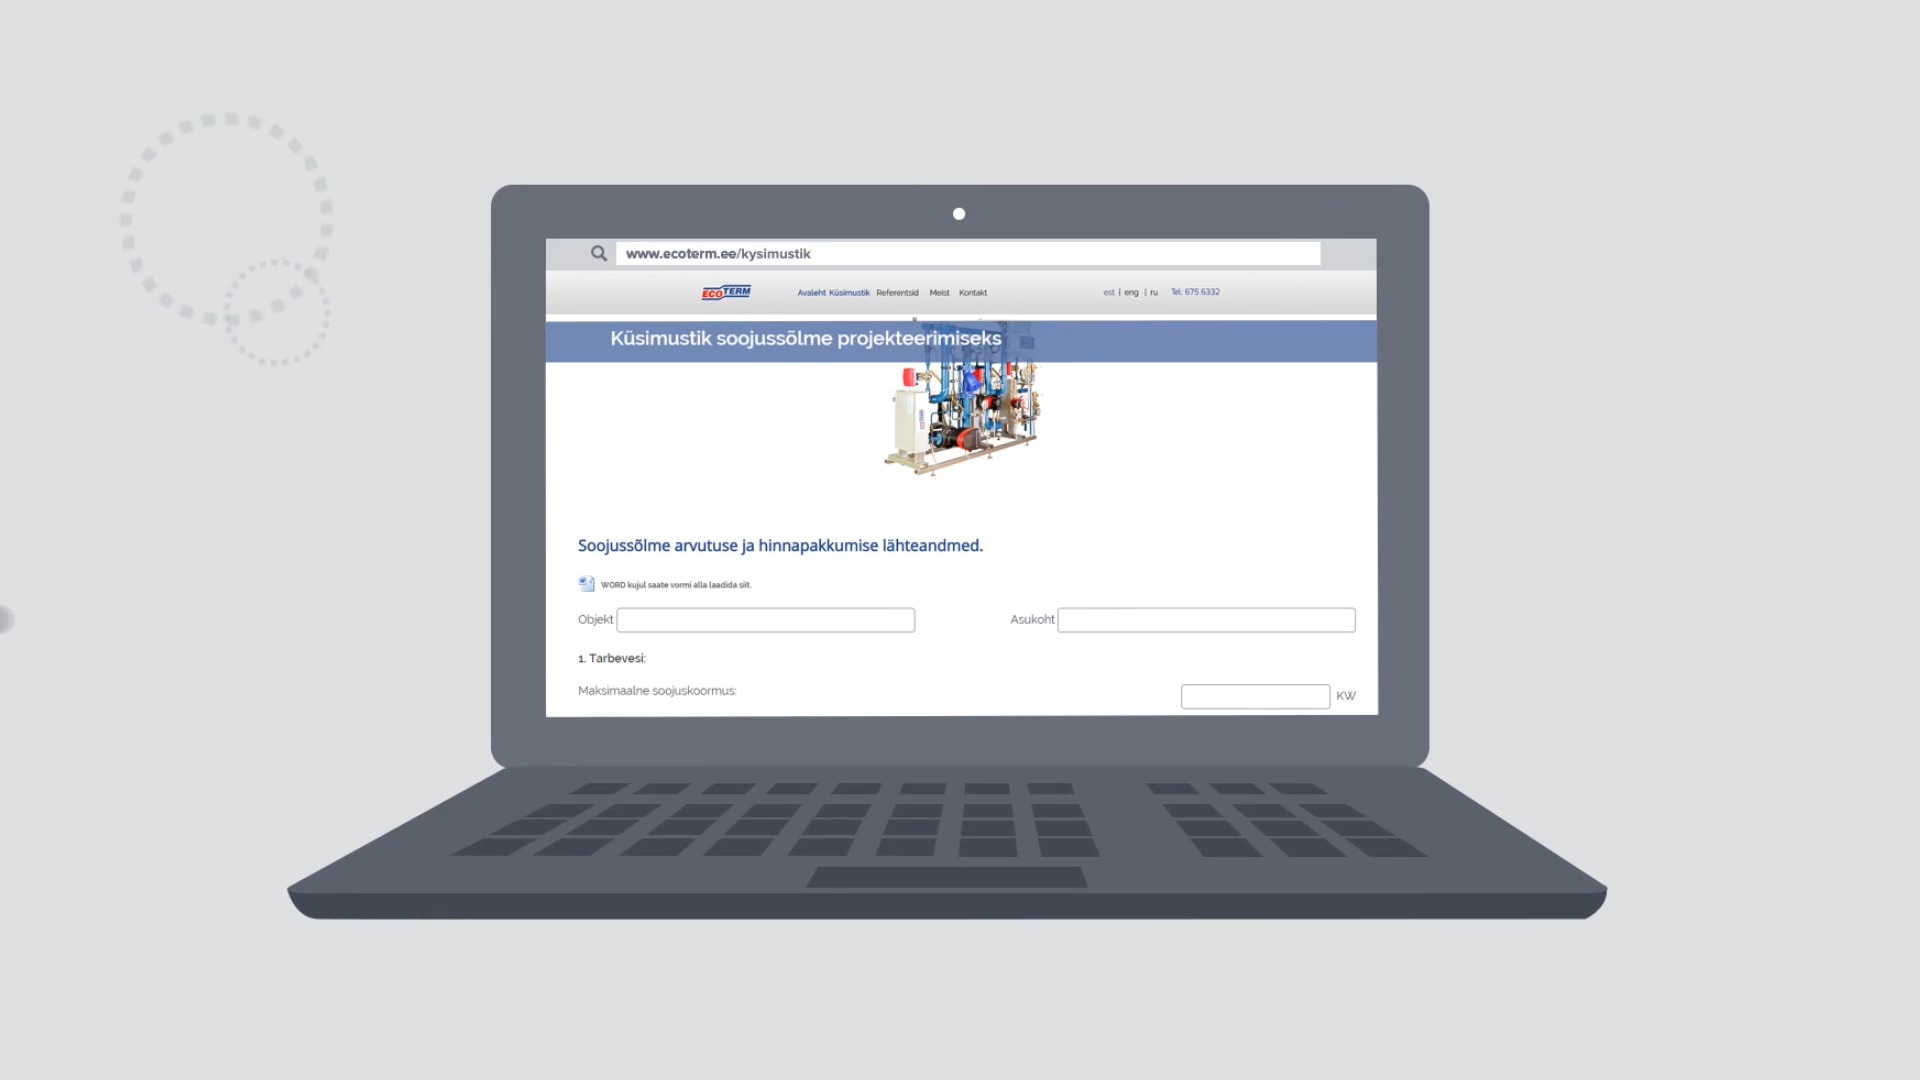 www.ecoterm.ee/kysimustik
ECOTERM Avaleht Küsimustik Referentsid Meist Kontakt est | eng | ru Tel: 675 6332
Küsimustik soojussõlme projekteerimiseks
Soojussõlme arvutuse ja hinnapakkumise lähteandmed.
WORD kujul saate vormi alla laadida siit.
Objekt Asukoht
1. Tarbevesi:
Maksimaalne soojuskoormus: KW